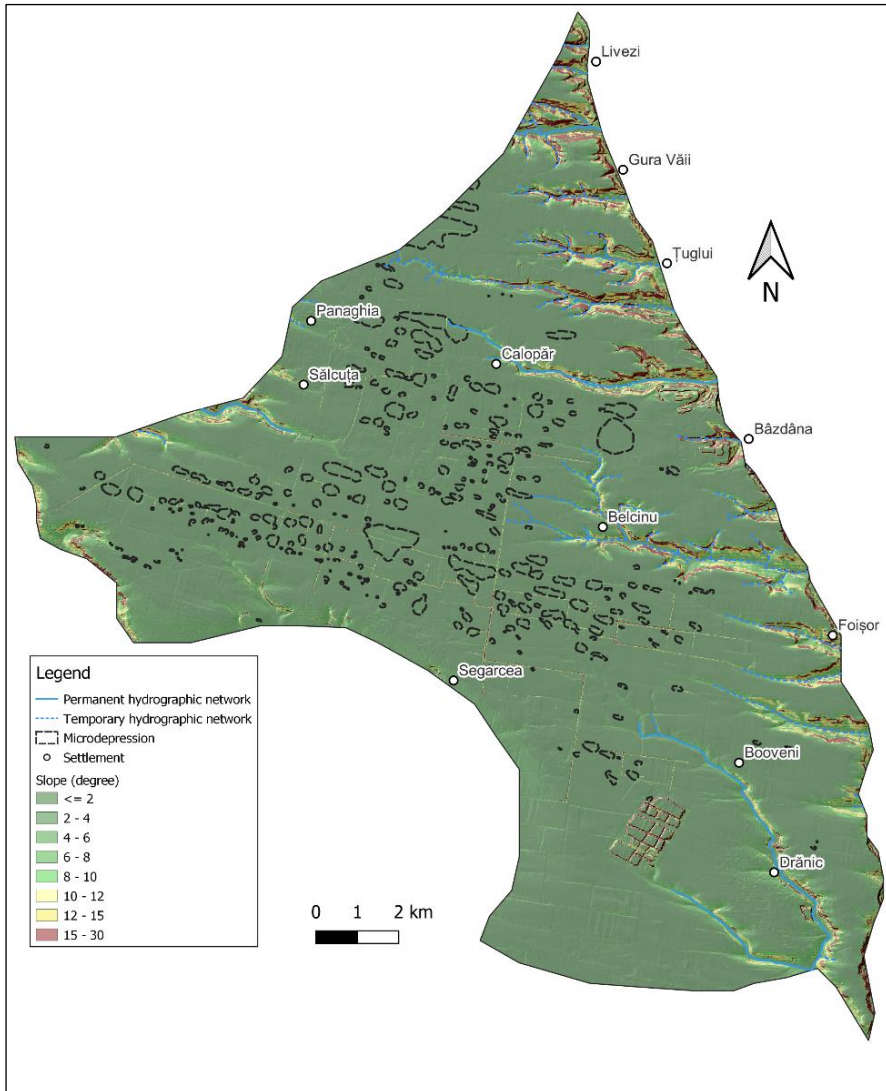 Livezi
Gura Văii
Țuglui
N
Panaghia
Calopăr
Sălcuța
Bâzdâna
Belcinu
Foișor
Segarcea
Booveni
Drănic
Legend
Permanent hydrographic network
Temporary hydrographic network
Microdepression
Settlement
Slope (degree)
<= 2
2 - 4
4 - 6
6 - 8
8 - 10
10 - 12
12 - 15
15 - 30
0 1 2 km